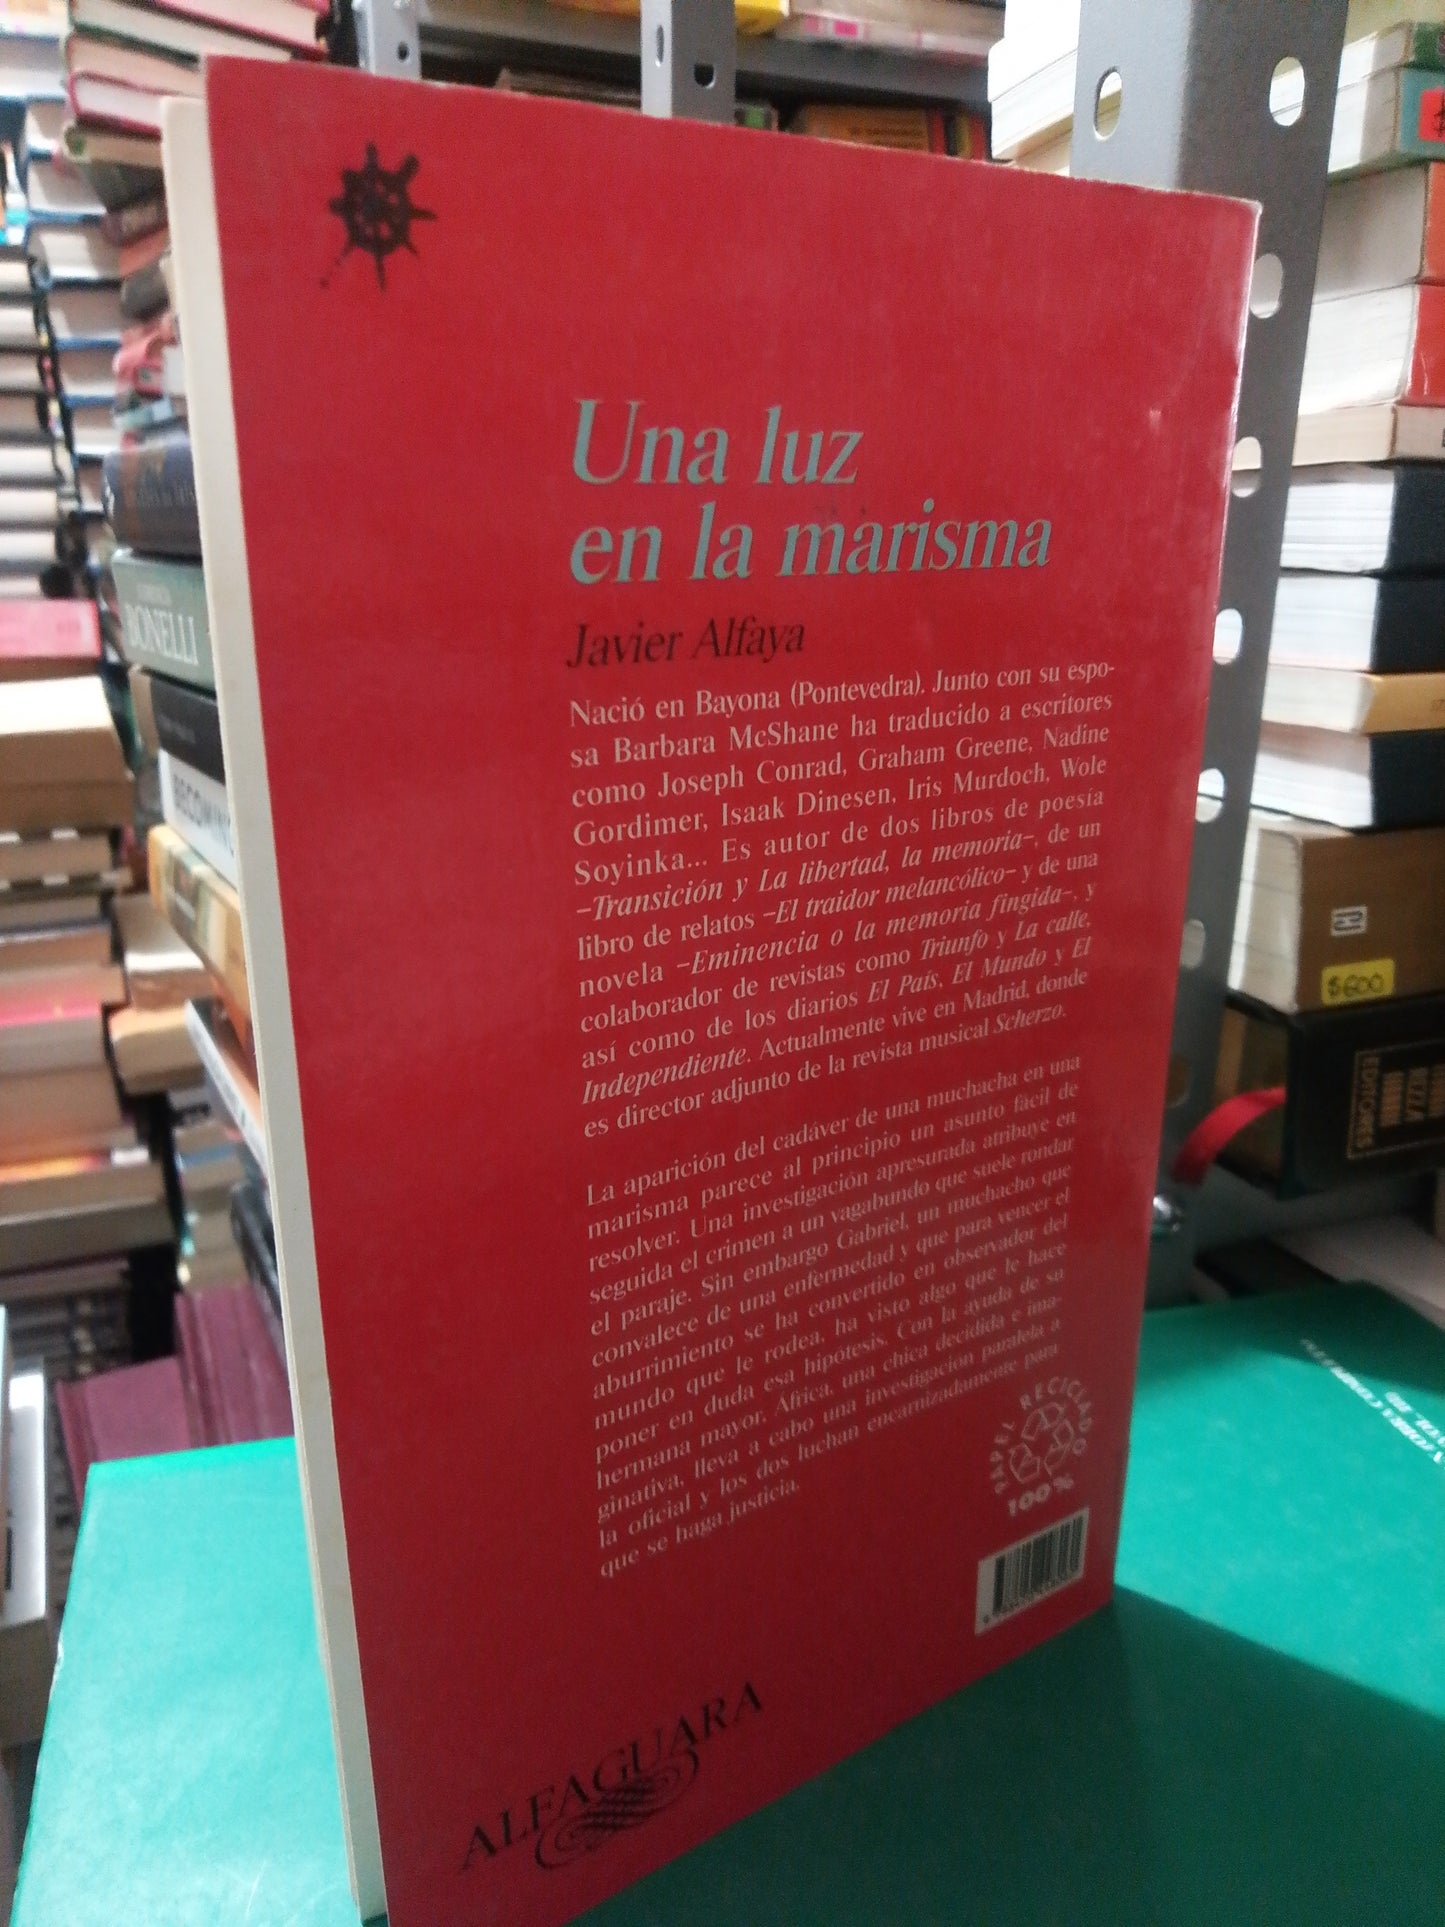 Una luz
en la marisma
Javier Alfaya
Nació en Bayona (Pontevedra). Junto con su espo-
sa Barbara McShane ha traducido a escritores
como Joseph Conrad, Graham Greene, Nadine
Gordimer, Isaak Dinesen, Iris Murdoch, Wole
Soyinka... Es autor de dos libros de poesía
–Transición y La libertad, la memoria–, de un
libro de relatos –El traidor melancólico– y de una
novela –Eminencia o la memoria fingida–, y
colaborador de revistas como Triunfo y La calle,
así como de los diarios El País, El Mundo y El
Independiente. Actualmente vive en Madrid, donde
es director adjunto de la revista musical Scherzo.
La aparición del cadáver de una muchacha en una
marisma parece al principio un asunto fácil de
resolver. Una investigación apresurada atribuye en
seguida el crimen a un vagabundo que suele rondar
el paraje. Sin embargo Gabriel, un muchacho que
convalece de una enfermedad y que para vencer el
aburrimiento se ha convertido en observador del
mundo que le rodea, ha visto algo que le hace
poner en duda esa hipótesis. Con la ayuda de su
hermana mayor, África, una chica decidida e ima-
ginativa, lleva a cabo una investigación paralela a
la oficial y los dos luchan encarnizadamente para
que se haga justicia.
PAPEL RECICLADO
100%
ALFAGUARA
BONELLI
BECOMING
$600
EDITORES